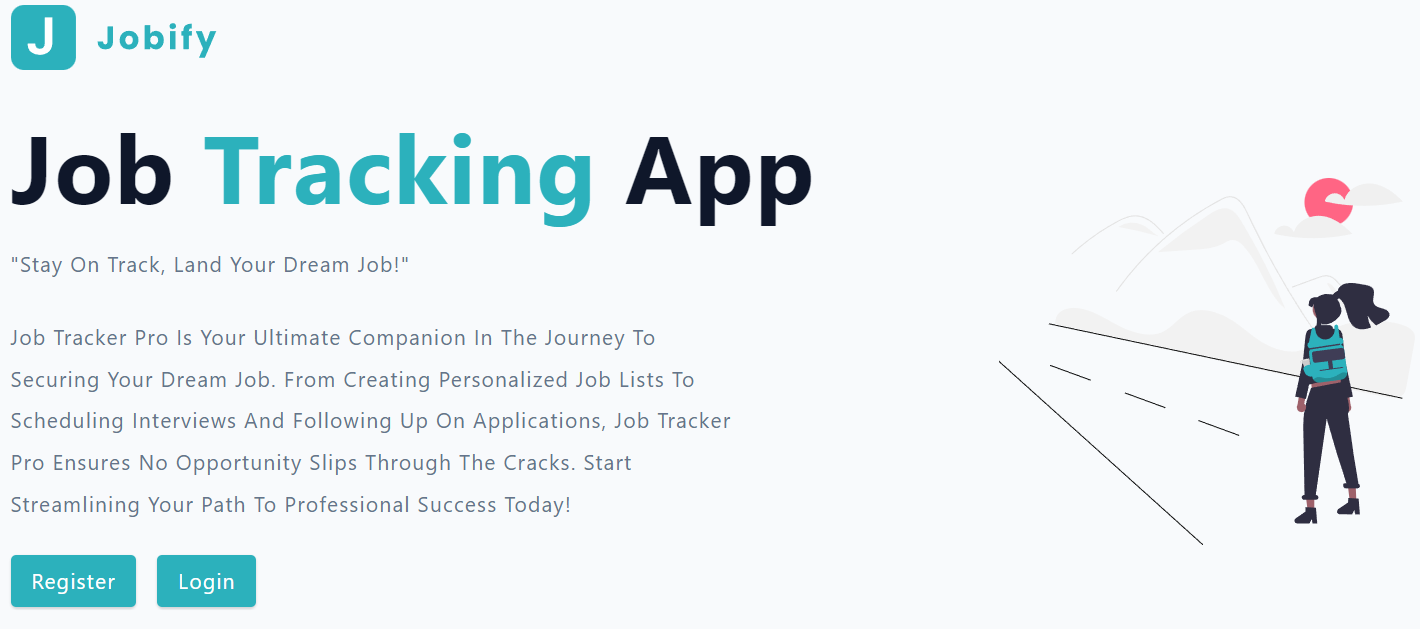 J Jobify
Job Tracking App
"Stay On Track, Land Your Dream Job!"
Job Tracker Pro Is Your Ultimate Companion In The Journey To
Securing Your Dream Job. From Creating Personalized Job Lists To
Scheduling Interviews And Following Up On Applications, Job Tracker
Pro Ensures No Opportunity Slips Through The Cracks. Start
Streamlining Your Path To Professional Success Today!
Register Login